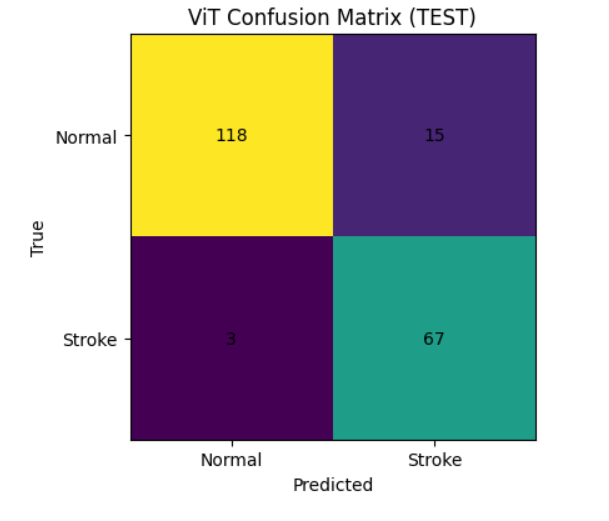 ViT Confusion Matrix (TEST)
Normal
118
15
True
Stroke
3
67
Normal
Stroke
Predicted